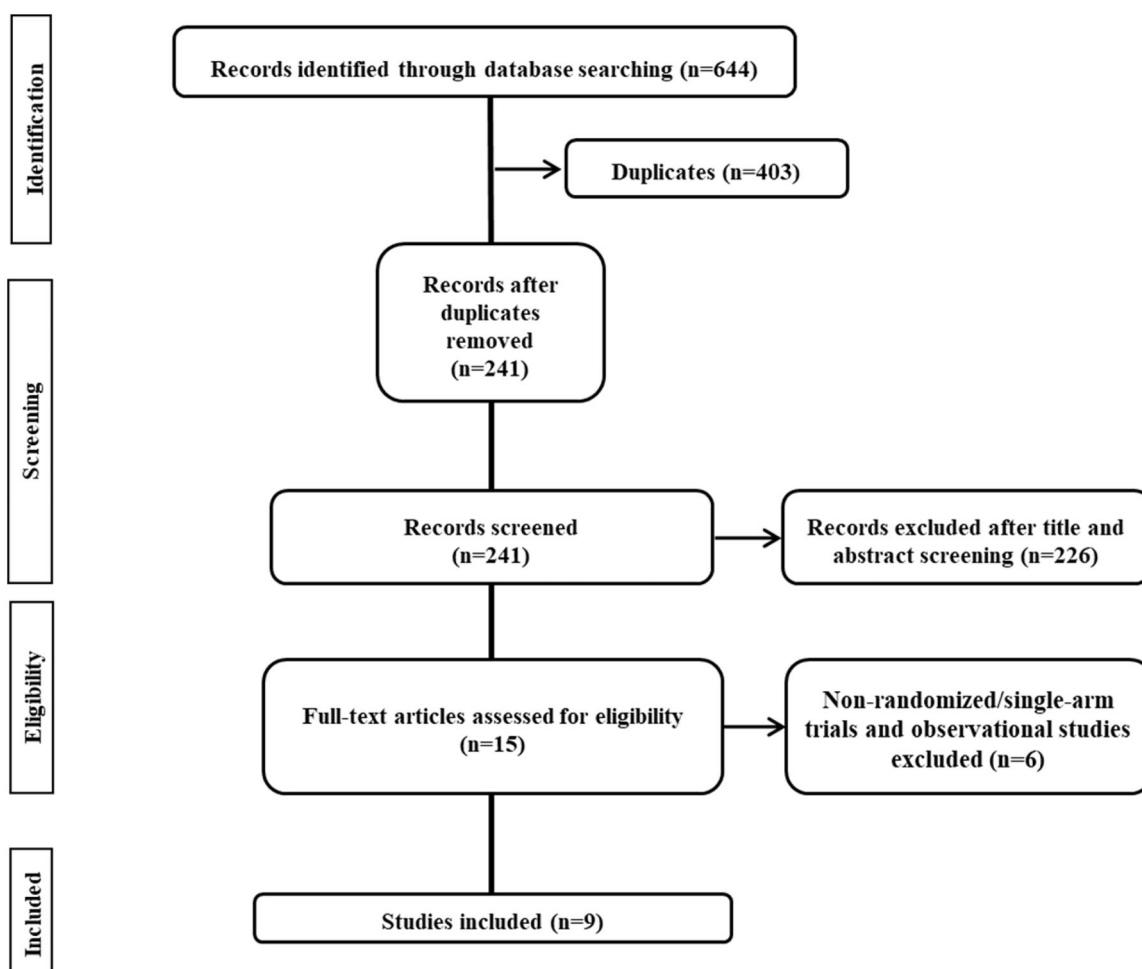 Identification
Records identified through database searching (n=644)
Duplicates (n=403)
Screening
Records after
duplicates
removed
(n=241)
Records screened
(n=241)
Records excluded after title and
abstract screening (n=226)
Eligibility
Full-text articles assessed for eligibility
(n=15)
Non-randomized/single-arm
trials and observational studies
excluded (n=6)
Included
Studies included (n=9)